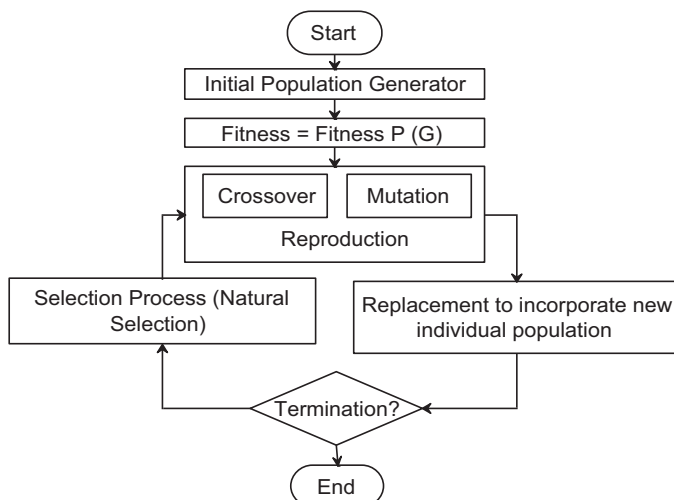 Start
Initial Population Generator
Fitness = Fitness P (G)
Crossover
Mutation
Reproduction
Selection Process (Natural
Selection)
Replacement to incorporate new
individual population
Termination?
End